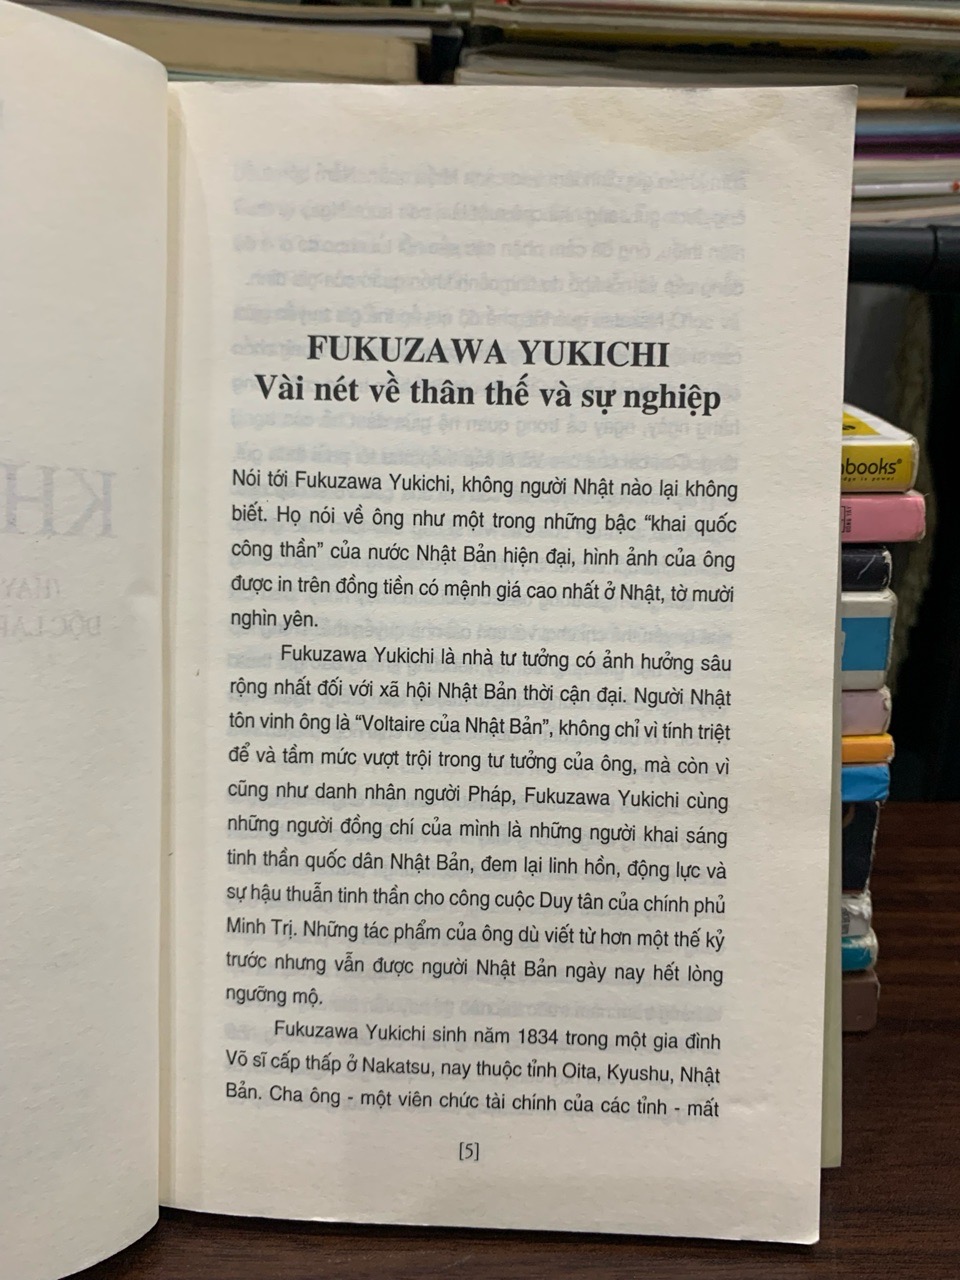 FUKUZAWA YUKICHI
Vài nét về thân thế và sự nghiệp
Nói tới Fukuzawa Yukichi, không người Nhật nào lại không
biết. Họ nói về ông như một trong những bậc “khai quốc
công thần” của nước Nhật Bản hiện đại, hình ảnh của ông
được in trên đồng tiền có mệnh giá cao nhất ở Nhật, tờ mười
nghìn yên.
Fukuzawa Yukichi là nhà tư tưởng có ảnh hưởng sâu
rộng nhất đối với xã hội Nhật Bản thời cận đại. Người Nhật
tôn vinh ông là “Voltaire của Nhật Bản”, không chỉ vì tính triệt
để và tầm mức vượt trội trong tư tưởng của ông, mà còn vì
cũng như danh nhân người Pháp, Fukuzawa Yukichi cùng
những người đồng chí của mình là những người khai sáng
tinh thần quốc dân Nhật Bản, đem lại linh hồn, động lực và
sự hậu thuẫn tinh thần cho công cuộc Duy tân của chính phủ
Minh Trị. Những tác phẩm của ông dù viết từ hơn một thế kỷ
trước nhưng vẫn được người Nhật Bản ngày nay hết lòng
ngưỡng mộ.
Fukuzawa Yukichi sinh năm 1834 trong một gia đình
Võ sĩ cấp thấp ở Nakatsu, nay thuộc tỉnh Oita, Kyushu, Nhật
Bản. Cha ông - một viên chức tài chính của các tỉnh - mất
[5]
books®